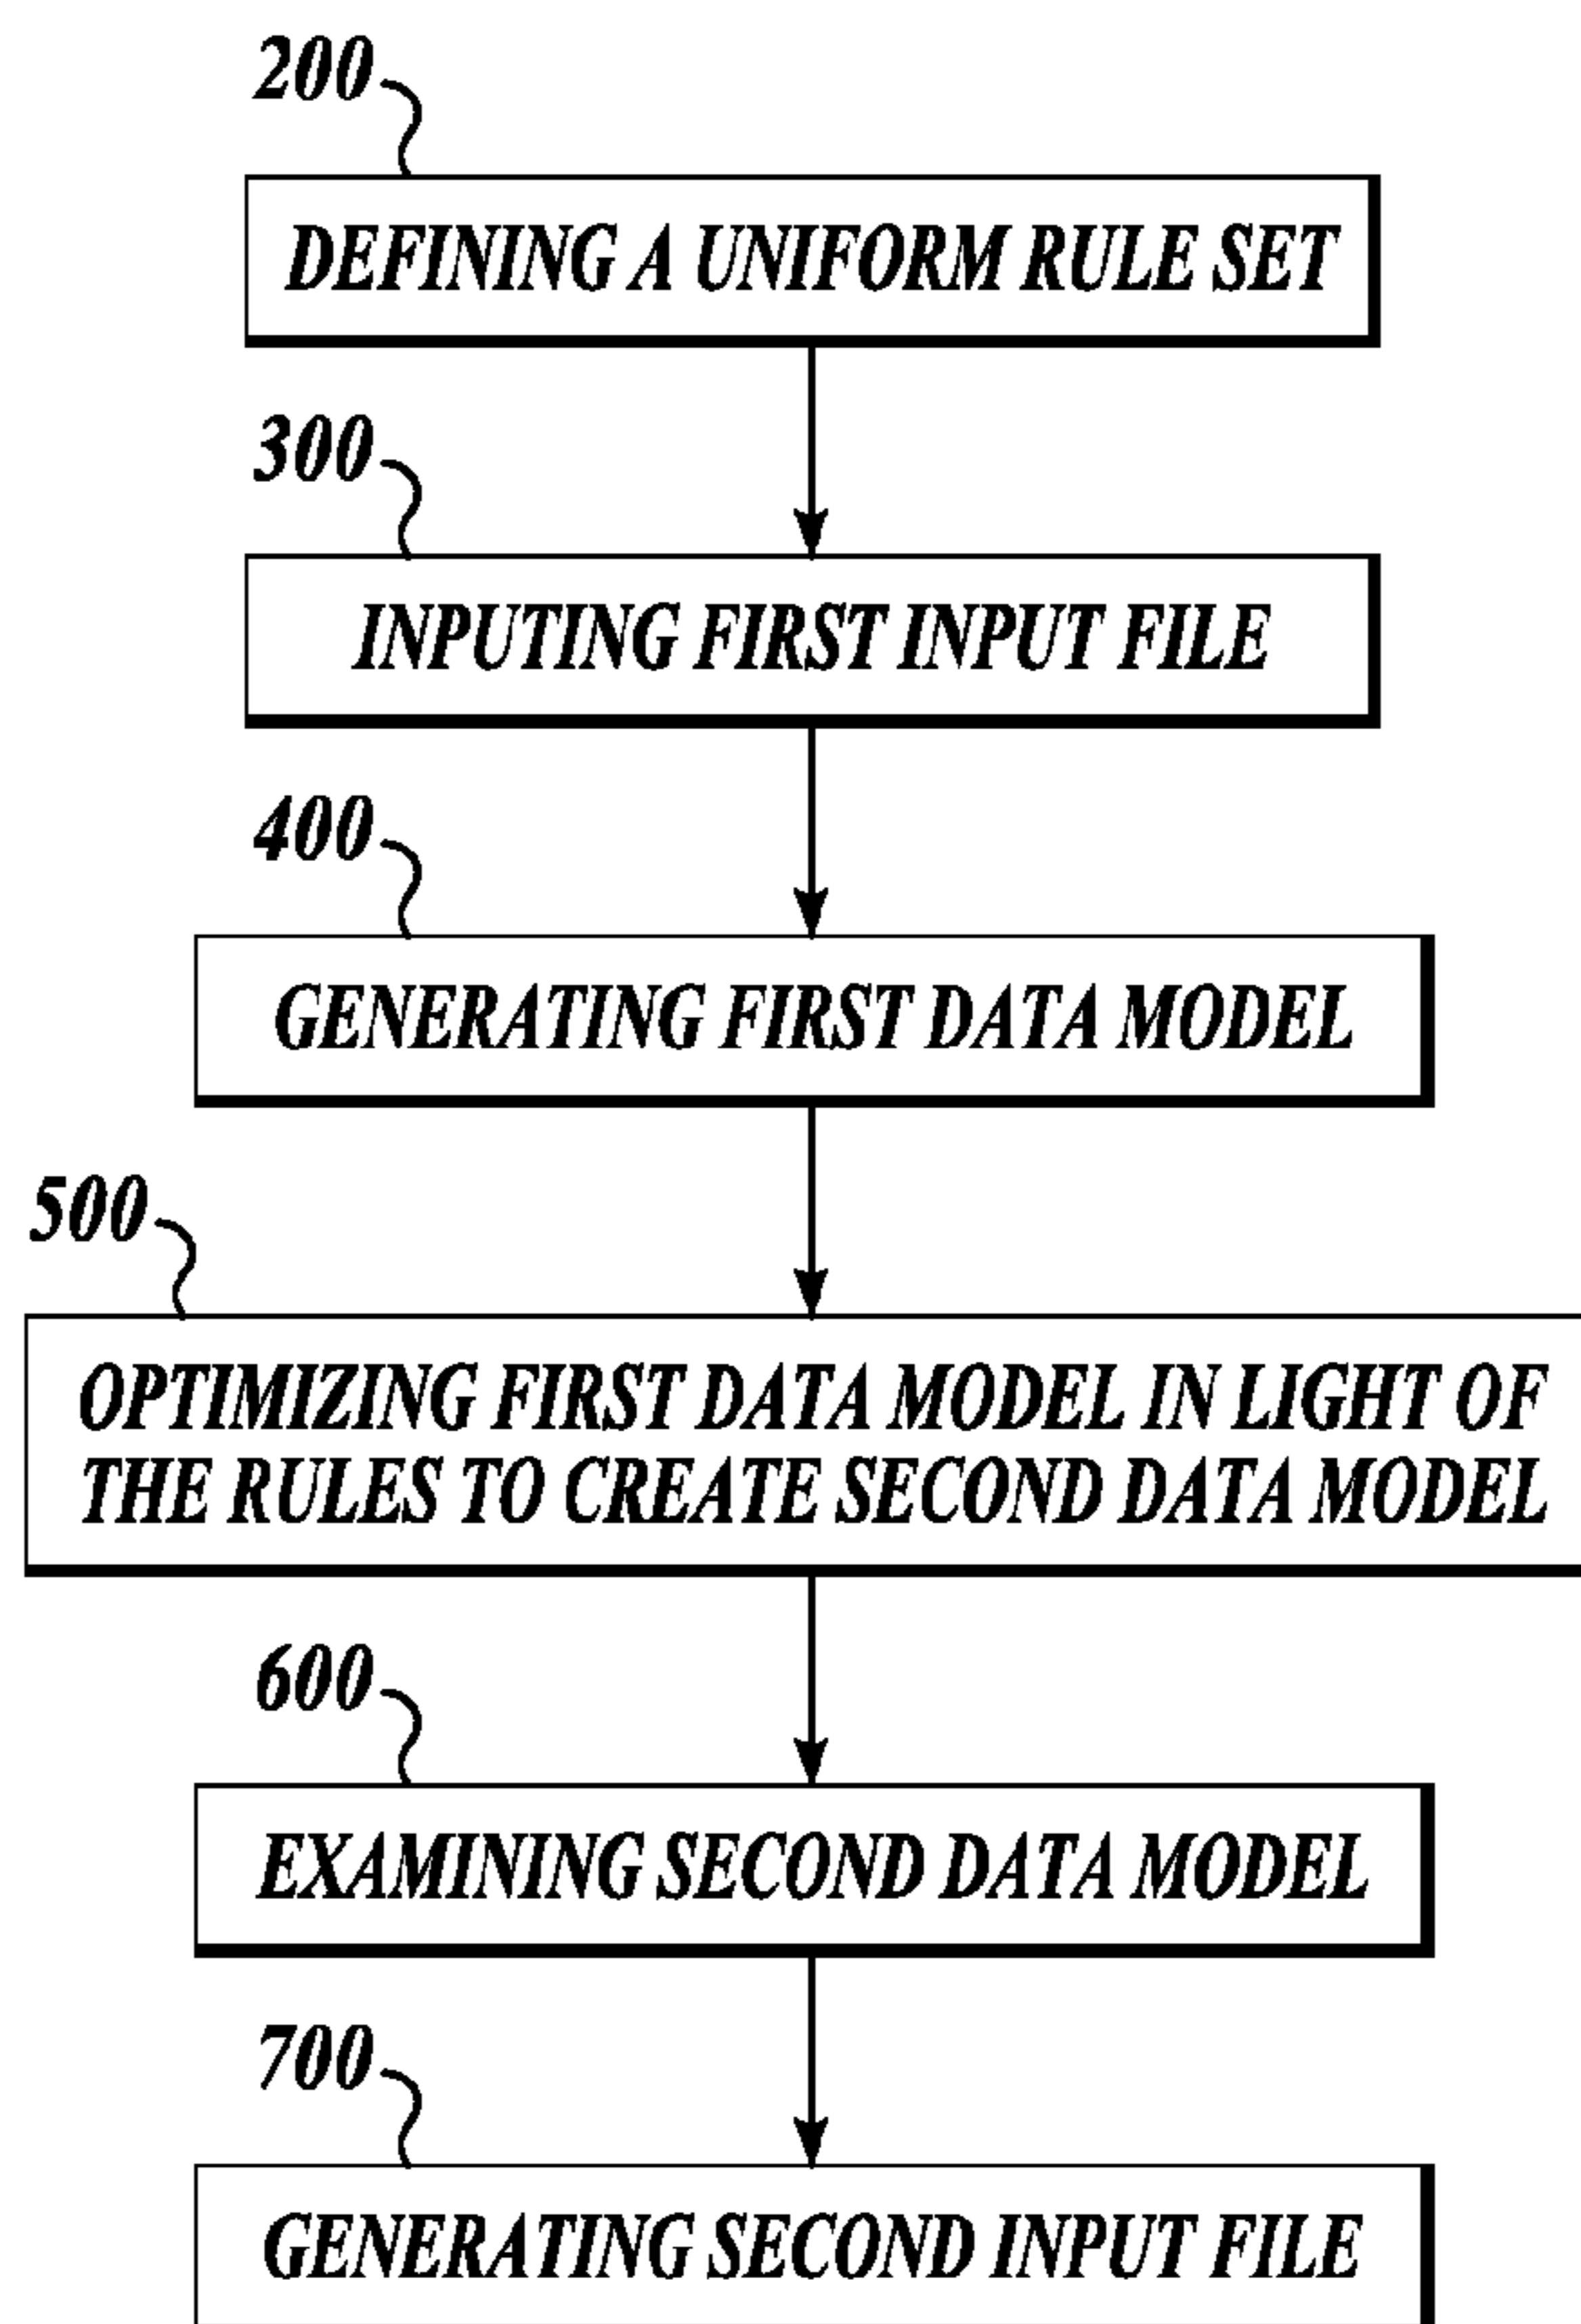 200
DEFINING A UNIFORM RULE SET
300
INPUTING FIRST INPUT FILE
400
GENERATING FIRST DATA MODEL
500
OPTIMIZING FIRST DATA MODEL IN LIGHT OF
THE RULES TO CREATE SECOND DATA MODEL
600
EXAMINING SECOND DATA MODEL
700
GENERATING SECOND INPUT FILE